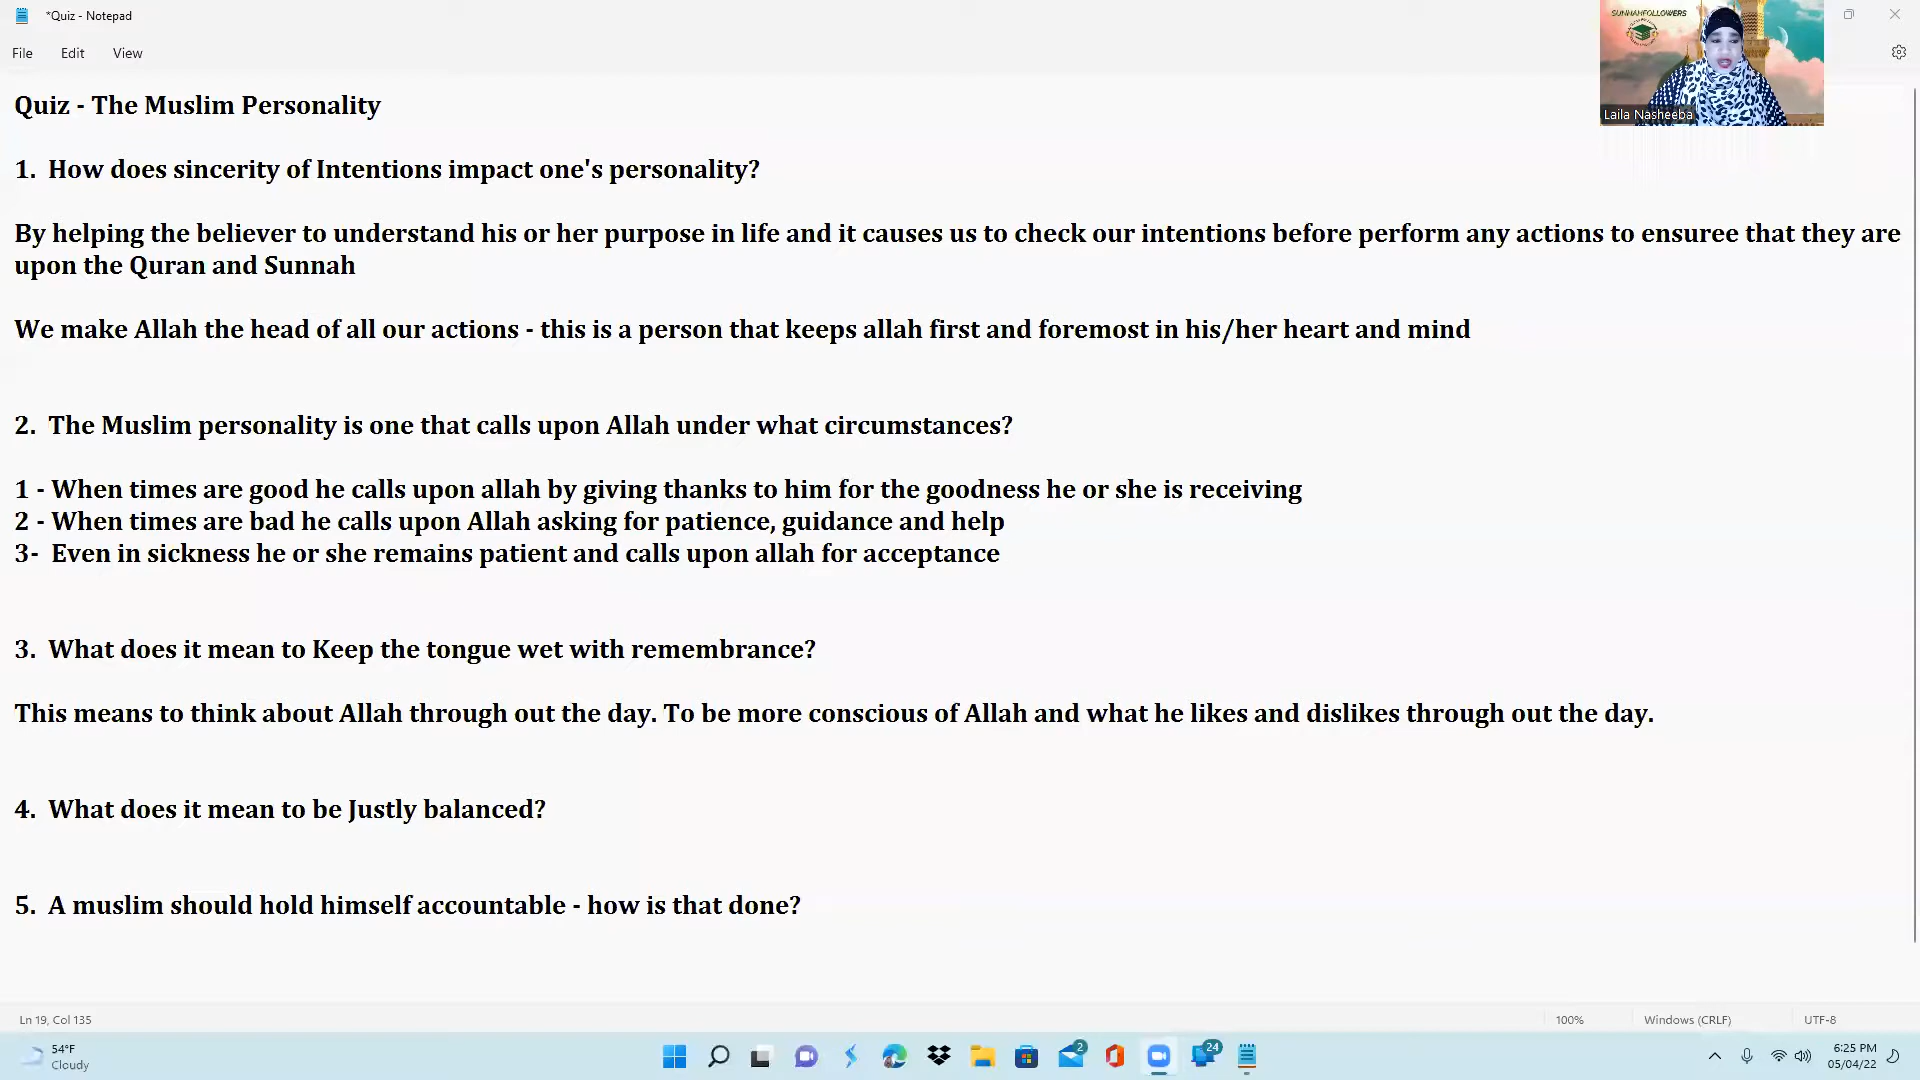 *Quiz - Notepad
File Edit View
SUNNAHFOLLOWERS
Laila Nasheeba
Quiz - The Muslim Personality
1.  How does sincerity of Intentions impact one's personality?
By helping the believer to understand his or her purpose in life and it causes us to check our intentions before perform any actions to ensuree that they are
upon the Quran and Sunnah
We make Allah the head of all our actions - this is a person that keeps allah first and foremost in his/her heart and mind
2.  The Muslim personality is one that calls upon Allah under what circumstances?
1 - When times are good he calls upon allah by giving thanks to him for the goodness he or she is receiving
2 - When times are bad he calls upon Allah asking for patience, guidance and help
3-  Even in sickness he or she remains patient and calls upon allah for acceptance
3.  What does it mean to Keep the tongue wet with remembrance?
This means to think about Allah through out the day. To be more conscious of Allah and what he likes and dislikes through out the day.
4.  What does it mean to be Justly balanced?
5.  A muslim should hold himself accountable - how is that done?
Ln 19, Col 135 100% Windows (CRLF) UTF-8
54°F
Cloudy
2
24
6:25 PM
05/04/22